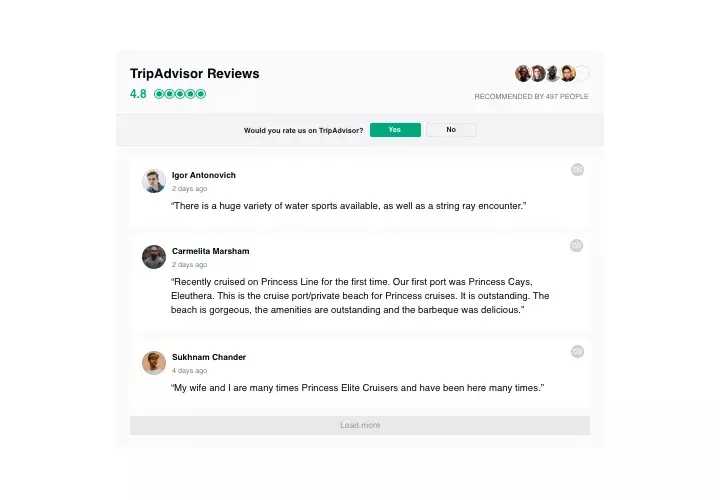 TripAdvisor Reviews
4.8
RECOMMENDED BY 497 PEOPLE
Would you rate us on TripAdvisor?
Yes
No
Igor Antonovich
2 days ago
“There is a huge variety of water sports available, as well as a string ray encounter.”
Carmelita Marsham
2 days ago
“Recently cruised on Princess Line for the first time. Our first port was Princess Cays,
Eleuthera. This is the cruise port/private beach for Princess cruises. It is outstanding. The
beach is gorgeous, the amenities are outstanding and the barbeque was delicious.”
Sukhnam Chander
4 days ago
“My wife and I are many times Princess Elite Cruisers and have been here many times.”
Load more